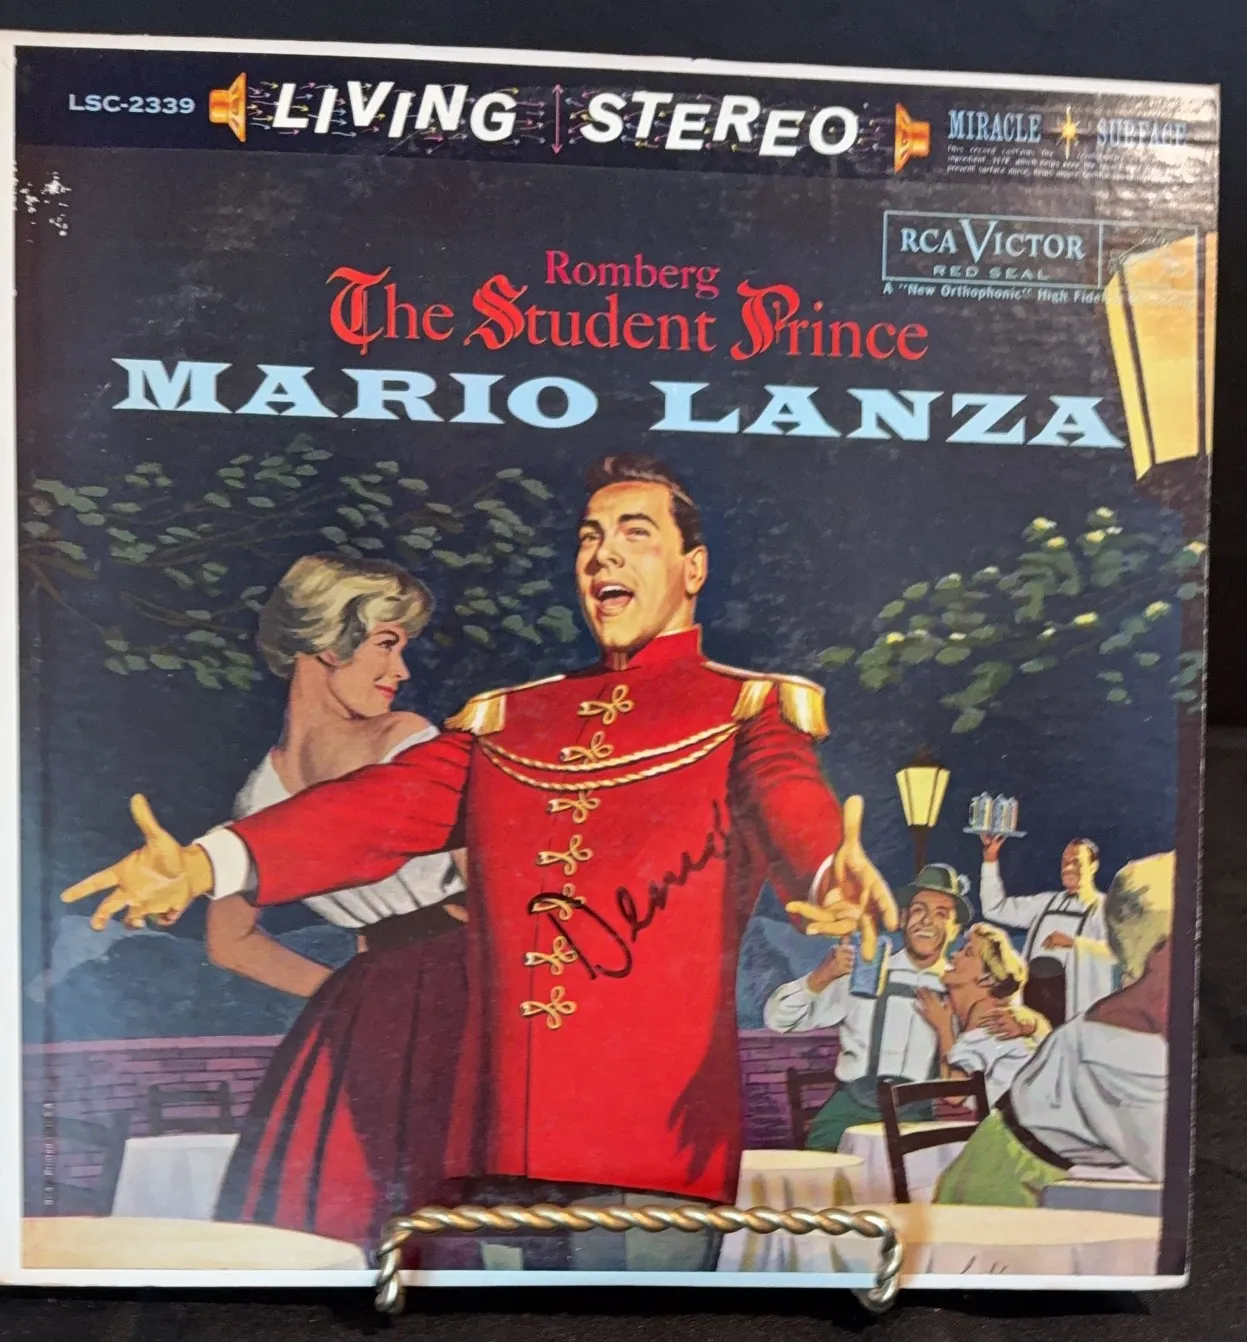 LSC-2339
LIVING STEREO
MIRACLE SURFACE
RCA VICTOR
RED SEAL
A "New Orthophonic" High
Romberg
The Student Prince
MARIO LANZA